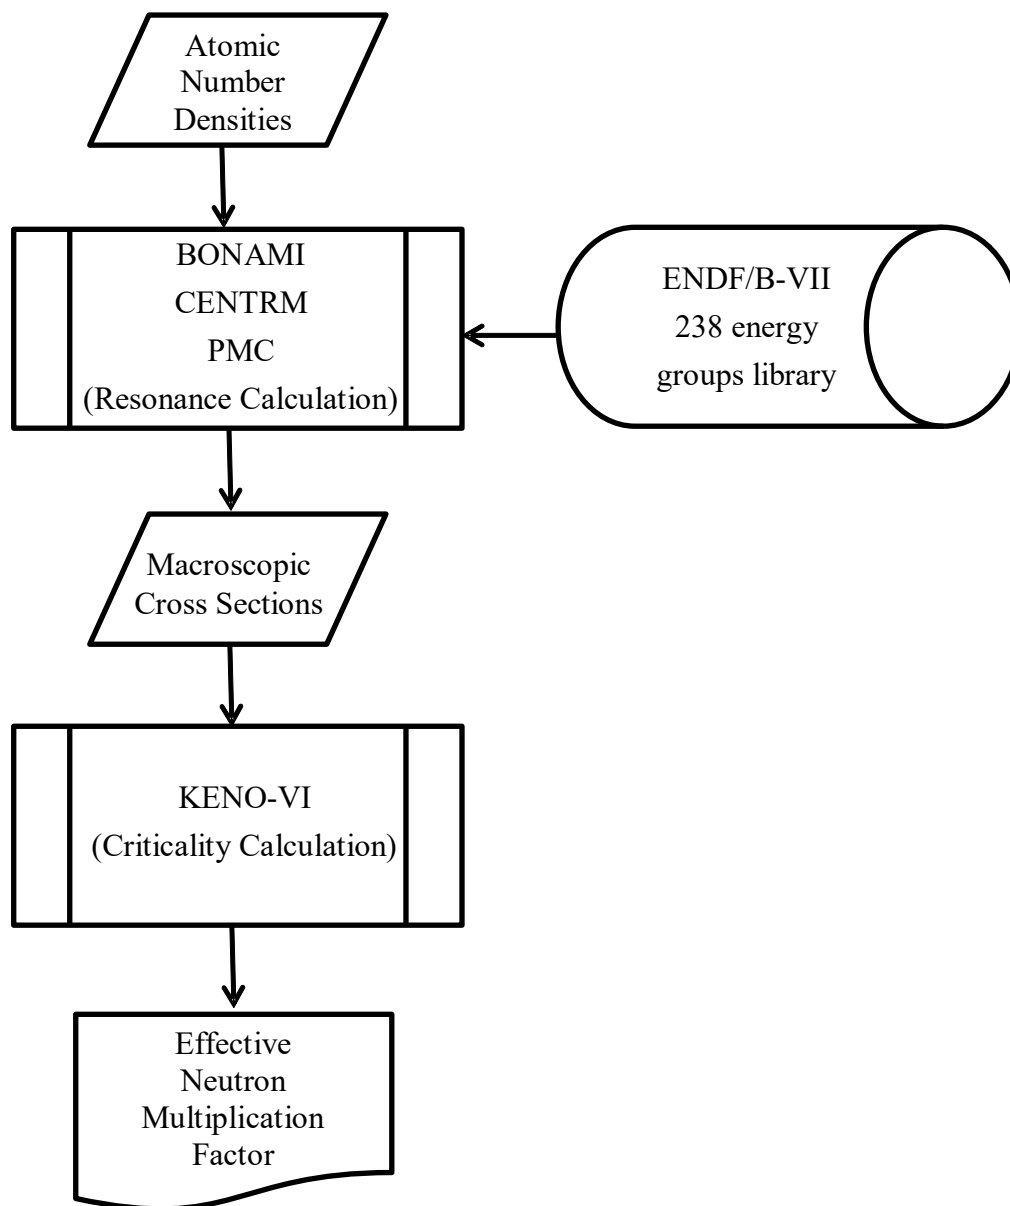 Atomic
Number
Densities
BONAMI
CENTRM
PMC
(Resonance Calculation)
ENDF/B-VII
238 energy
groups library
Macroscopic
Cross Sections
KENO-VI
(Criticality Calculation)
Effective
Neutron
Multiplication
Factor